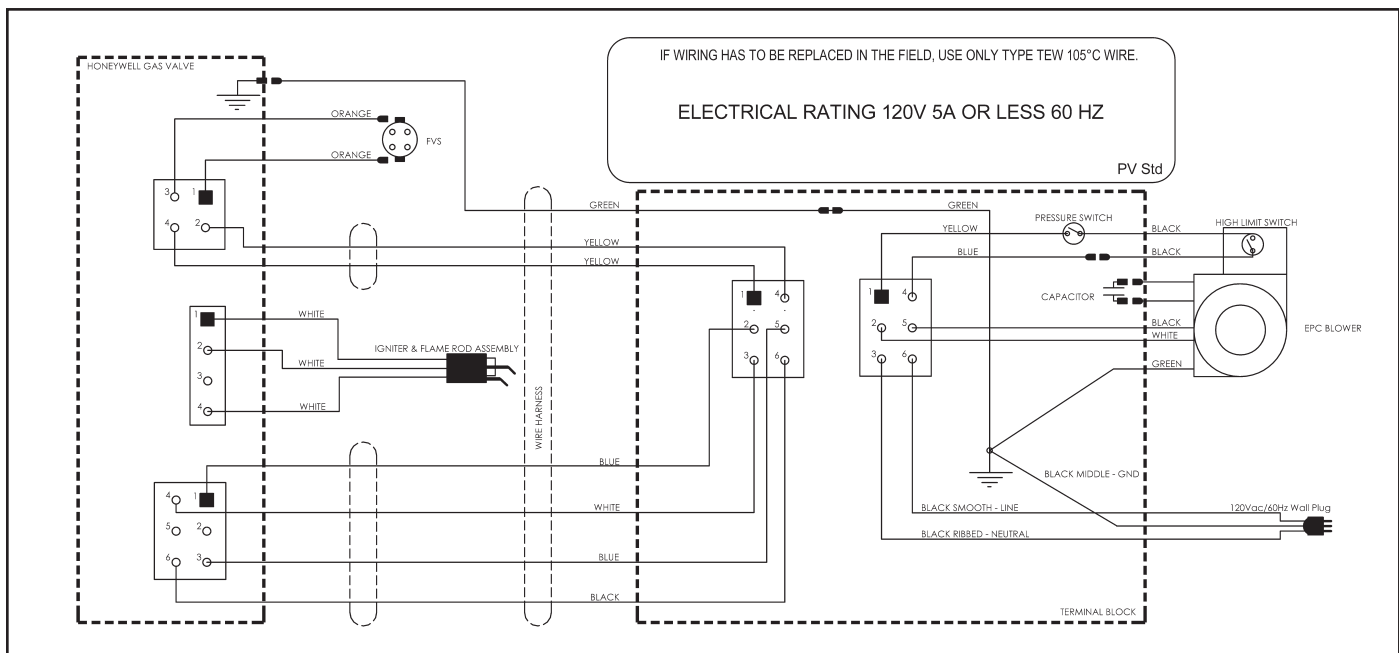 IF WIRING HAS TO BE REPLACED IN THE FIELD, USE ONLY TYPE TEW 105°C WIRE.
ELECTRICAL RATING 120V 5A OR LESS 60 HZ
PV Std
HONEYWELL GAS VALVE
ORANGE
FVS
ORANGE
3 1
4 2
GREEN
GREEN
YELLOW
YELLOW
PRESSURE SWITCH
HIGH LIMIT SWITCH
YELLOW
BLACK
BLUE
BLACK
CAPACITOR
1 4
2 5
3 6
1 4
2 5
3 6
BLACK
WHITE
EPC BLOWER
GREEN
1
2
3
4
WHITE
WHITE
WHITE
IGNITER & FLAME ROD ASSEMBLY
WIRE HARNESS
4 1
5 2
6 3
BLUE
WHITE
BLUE
BLACK
BLACK MIDDLE - GND
BLACK SMOOTH - LINE
120Vac/60Hz Wall Plug
BLACK RIBBED - NEUTRAL
TERMINAL BLOCK